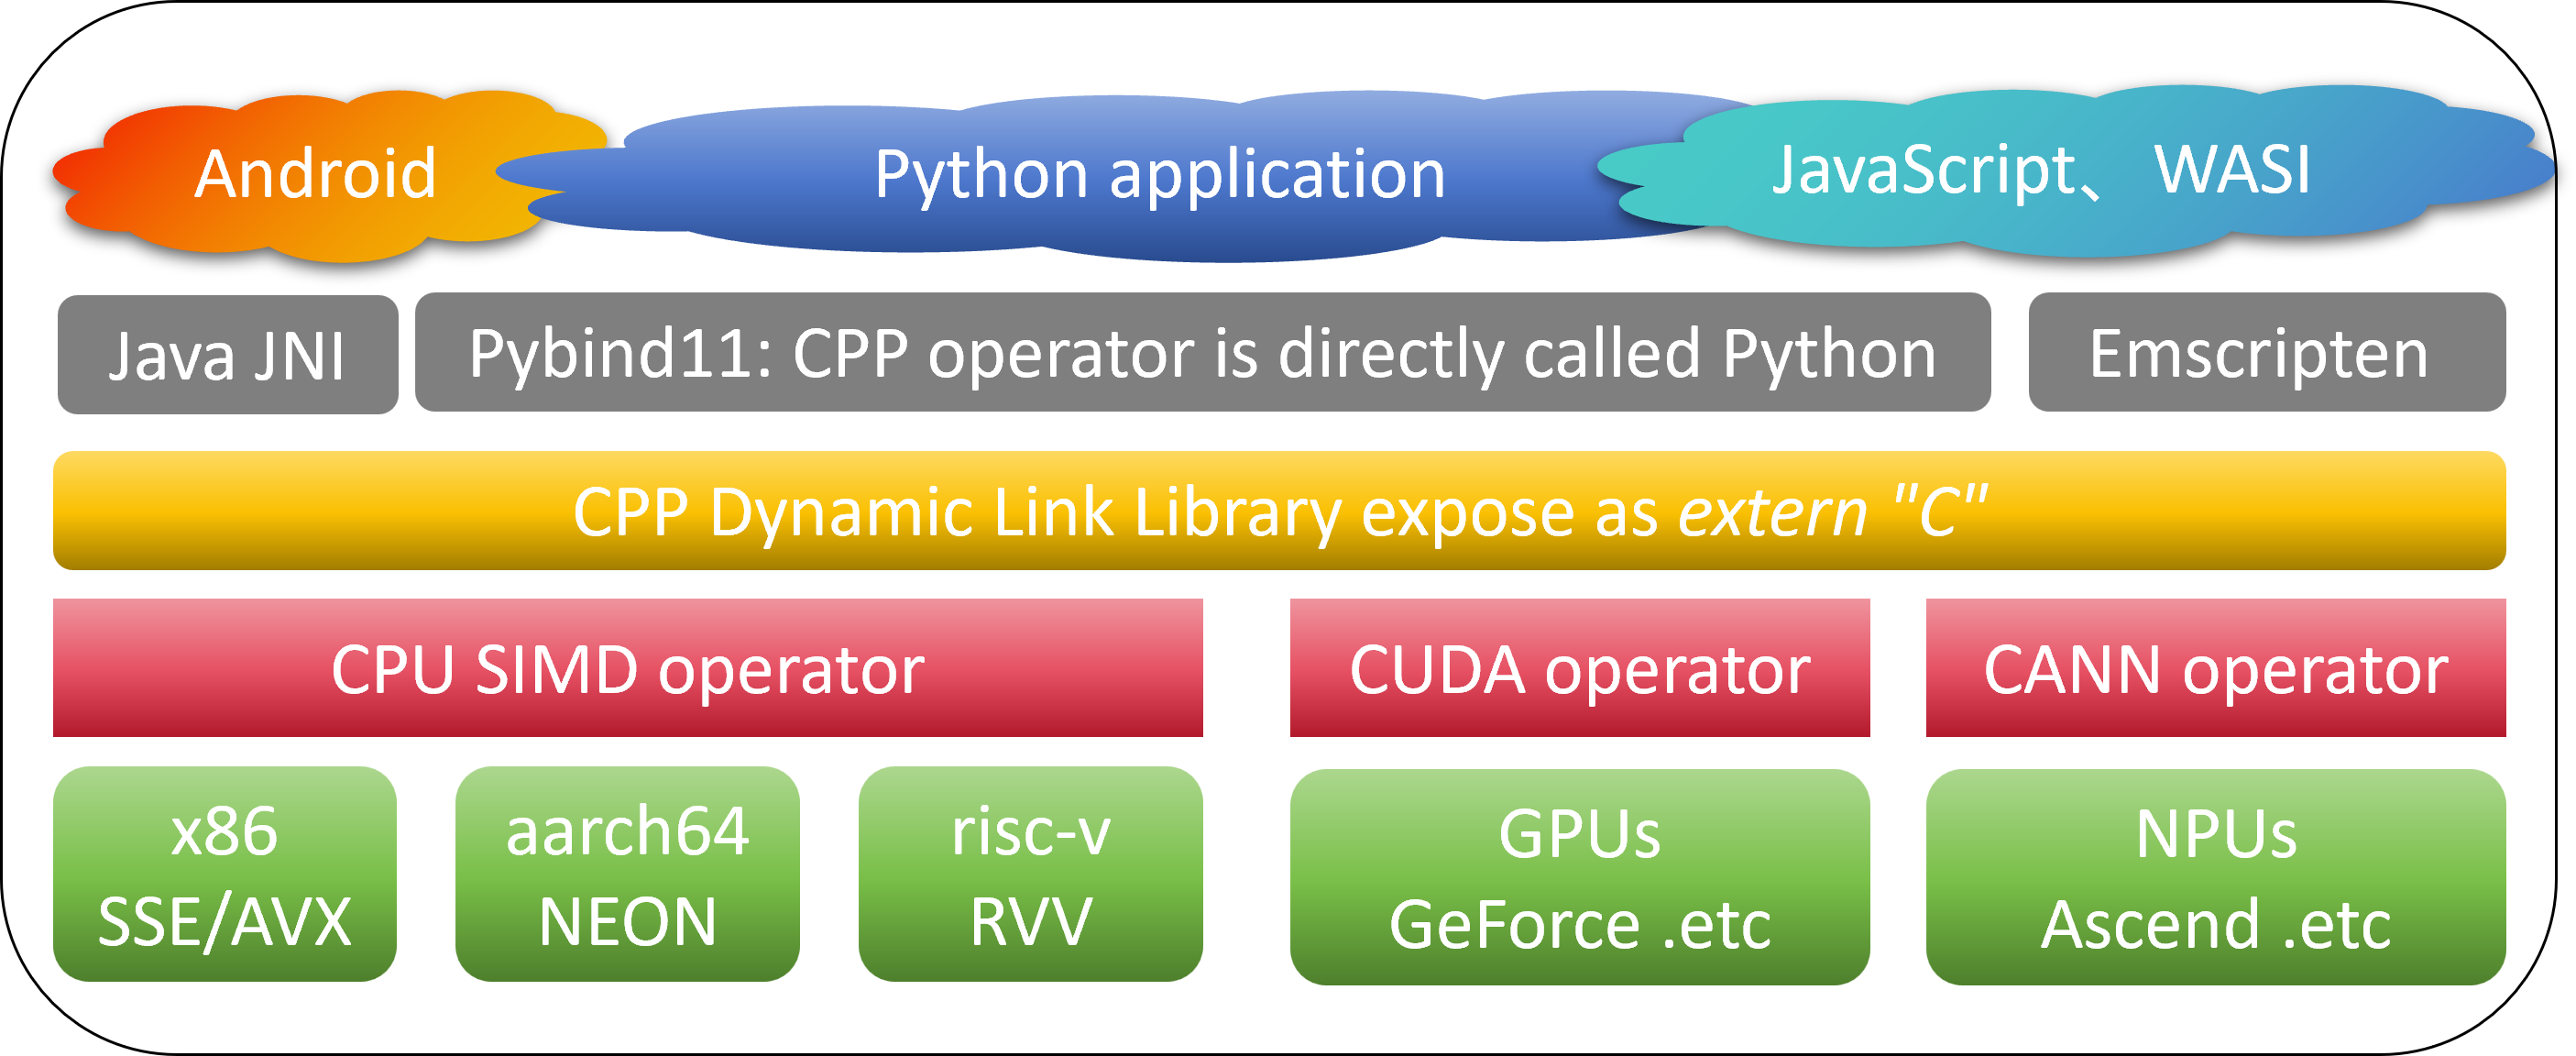 Android
Python application
JavaScript、WASI
Java JNI
Pybind11: CPP operator is directly called Python
Emscripten
CPP Dynamic Link Library expose as extern "C"
CPU SIMD operator
CUDA operator
CANN operator
x86
SSE/AVX
aarch64
NEON
risc-v
RVV
GPUs
GeForce .etc
NPUs
Ascend .etc